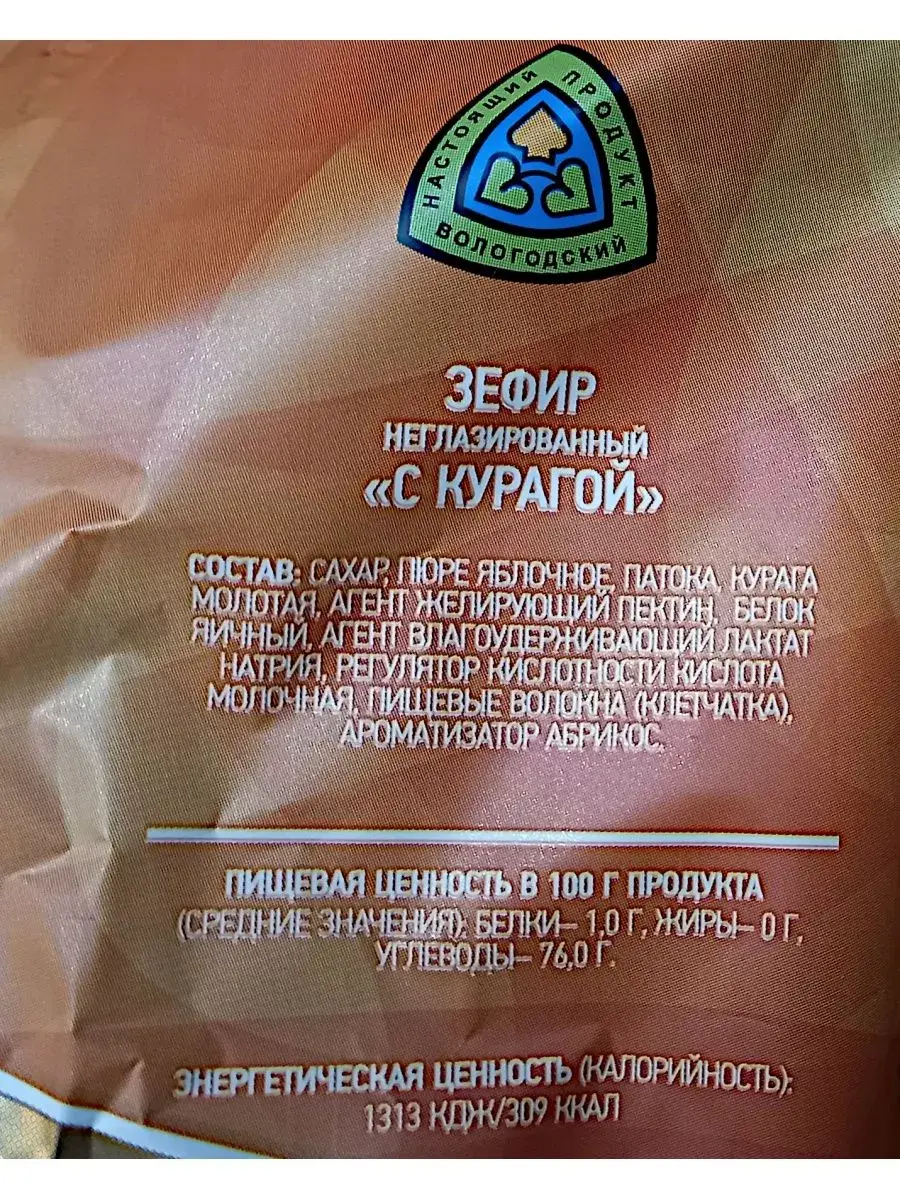 НАСТОЯЩИЙ ПРОДУКТ
ВОЛОГОДСКИЙ
ЗЕФИР
НЕГЛАЗИРОВАННЫЙ
«С КУРАГОЙ»
СОСТАВ: САХАР, ПЮРЕ ЯБЛОЧНОЕ, ПАТОКА, КУРАГА
МОЛОТАЯ, АГЕНТ ЖЕЛИРУЮЩИЙ ПЕКТИН, БЕЛОК
ЯИЧНЫЙ, АГЕНТ ВЛАГОУДЕРЖИВАЮЩИЙ ЛАКТАТ
НАТРИЯ, РЕГУЛЯТОР КИСЛОТНОСТИ КИСЛОТА
МОЛОЧНАЯ, ПИЩЕВЫЕ ВОЛОКНА (КЛЕТЧАТКА),
АРОМАТИЗАТОР АБРИКОС.
ПИЩЕВАЯ ЦЕННОСТЬ В 100 Г ПРОДУКТА
(СРЕДНИЕ ЗНАЧЕНИЯ): БЕЛКИ– 1,0 Г, ЖИРЫ– 0 Г,
УГЛЕВОДЫ– 76,0 Г.
ЭНЕРГЕТИЧЕСКАЯ ЦЕННОСТЬ (КАЛОРИЙНОСТЬ):
1313 КДЖ/309 ККАЛ